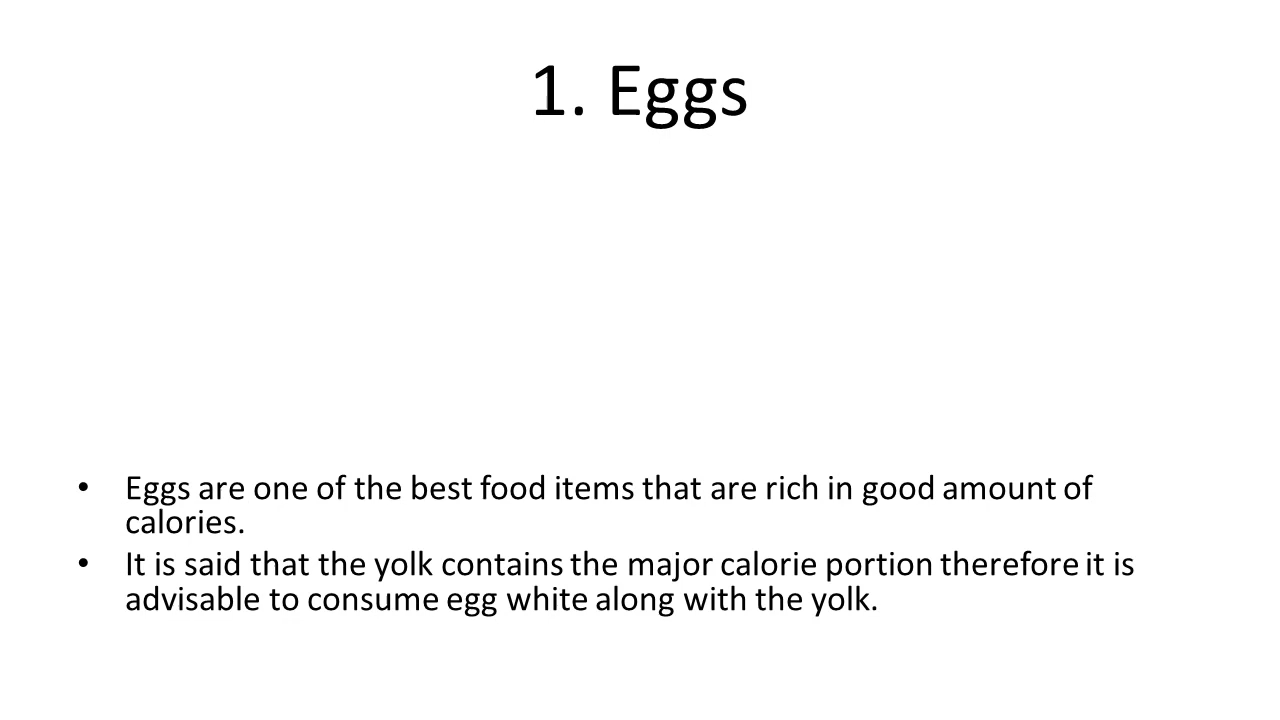 1. Eggs
• Eggs are one of the best food items that are rich in good amount of
calories.
• It is said that the yolk contains the major calorie portion therefore it is
advisable to consume egg white along with the yolk.